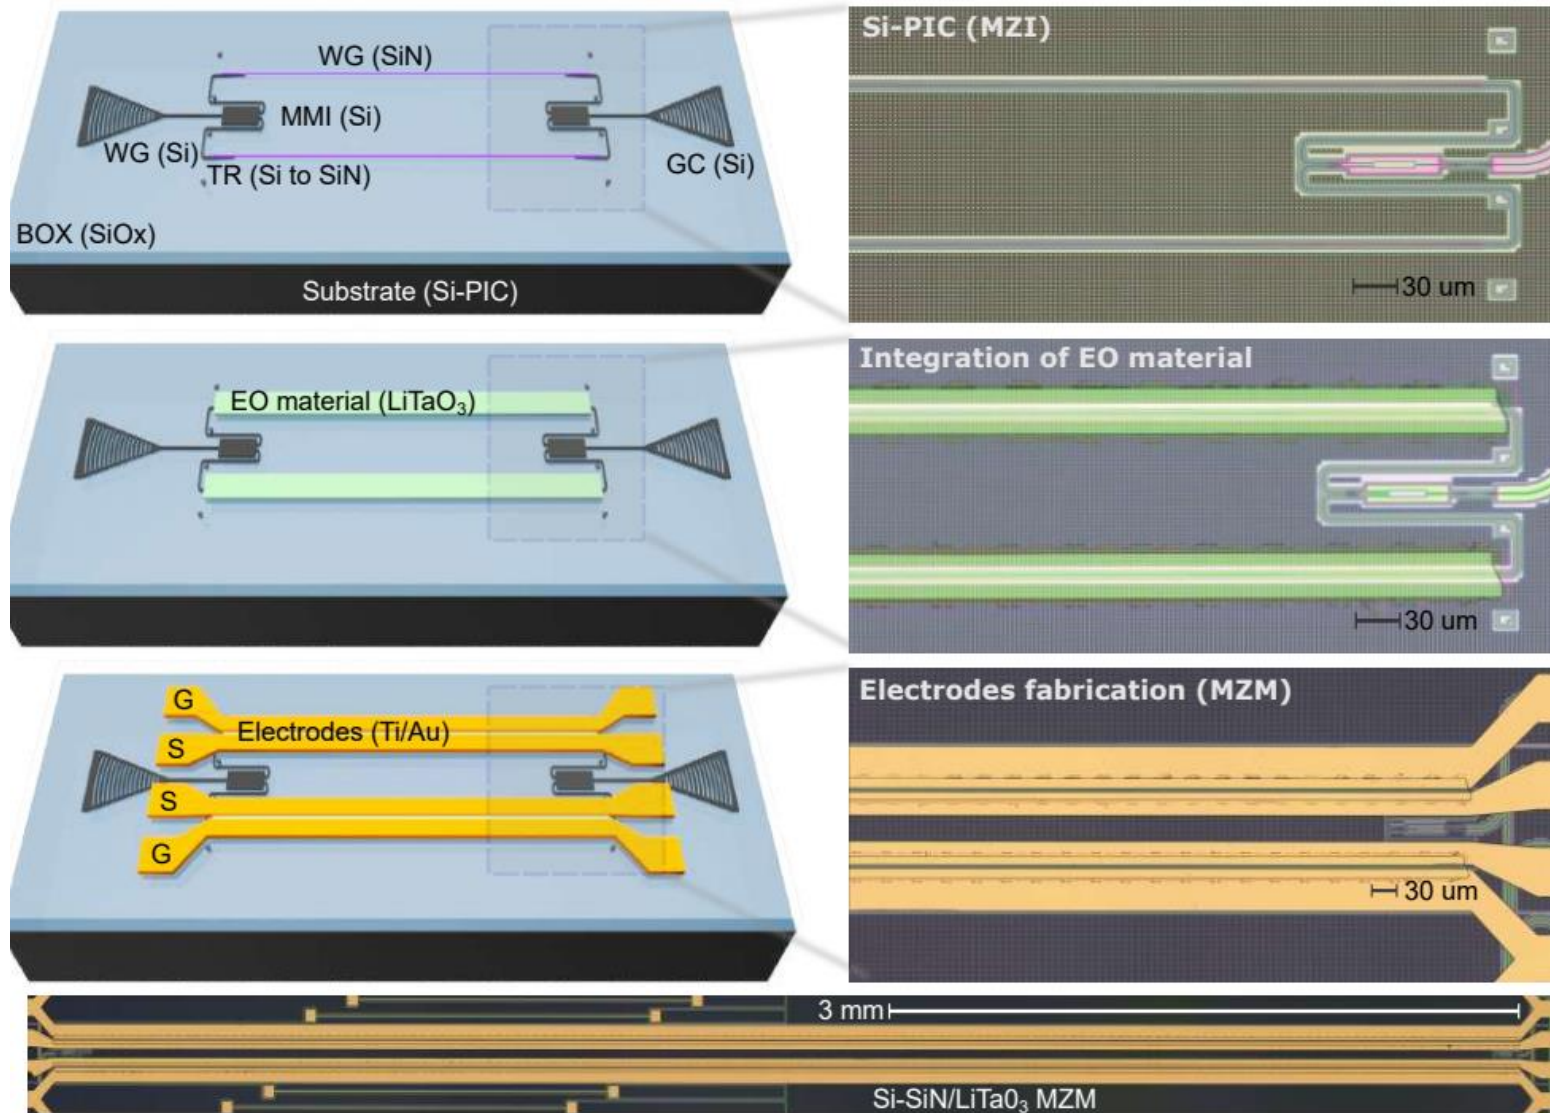 WG (SiN)
MMI (Si)
WG (Si)
TR (Si to SiN)
GC (Si)
BOX (SiOx)
Substrate (Si-PIC)
Si-PIC (MZI)
30 um
EO material (LiTaO₃)
Integration of EO material
30 um
G
Electrodes (Ti/Au)
S
S
G
Electrodes fabrication (MZM)
30 um
3 mm
Si-SiN/LiTa0₃ MZM